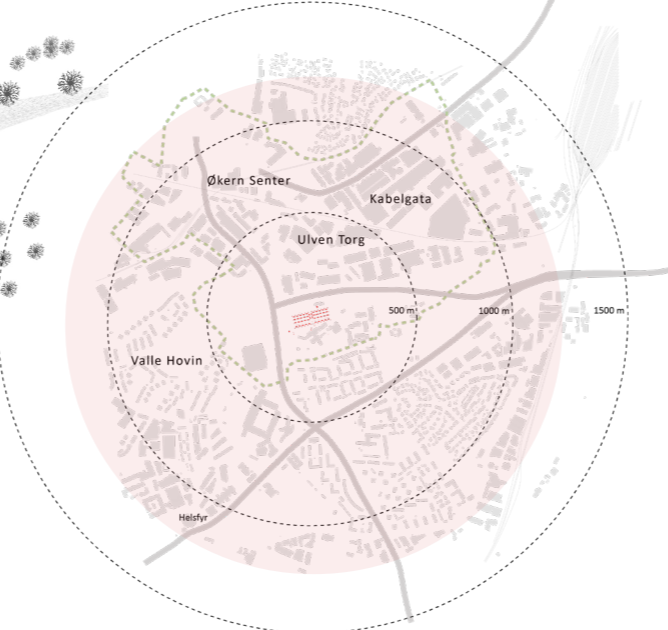 Økern Senter
Kabelgata
Ulven Torg
500 m
1000 m
1500 m
Valle Hovin
Helsfyr